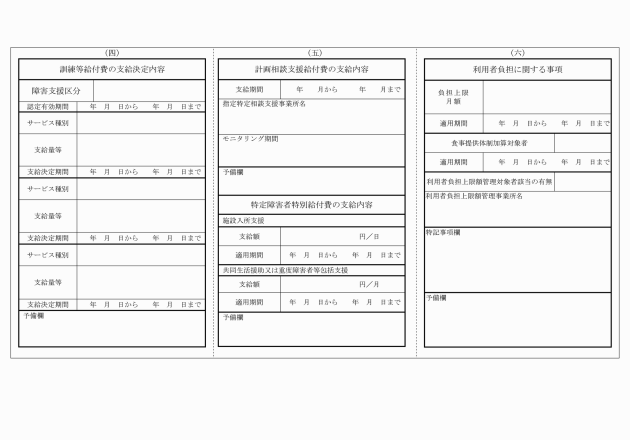 （四）
訓練等給付費の支給決定内容
障害支援区分
認定有効期間 年 月 日から 年 月 日まで
サービス種別
支給量等
支給決定期間 年 月 日から 年 月 日まで
サービス種別
支給量等
支給決定期間 年 月 日から 年 月 日まで
サービス種別
支給量等
支給決定期間 年 月 日から 年 月 日まで
予備欄
（五）
計画相談支援給付費の支給内容
支給期間 年 月から 年 月まで
指定特定相談支援事業所名
モニタリング期間
予備欄
特定障害者特別給付費の支給内容
施設入所支援
支給額 円／日
適用期間 年 月 日から 年 月 日まで
共同生活援助又は重度障害者等包括支援
支給額 円／月
適用期間 年 月 日から 年 月 日まで
予備欄
（六）
利用者負担に関する事項
負担上限
月額
適用期間 年 月 日から 年 月 日まで
食事提供体制加算対象者
適用期間 年 月 日から 年 月 日まで
利用者負担上限額管理対象者該当の有無
利用者負担上限額管理事業所名
特記事項欄
予備欄